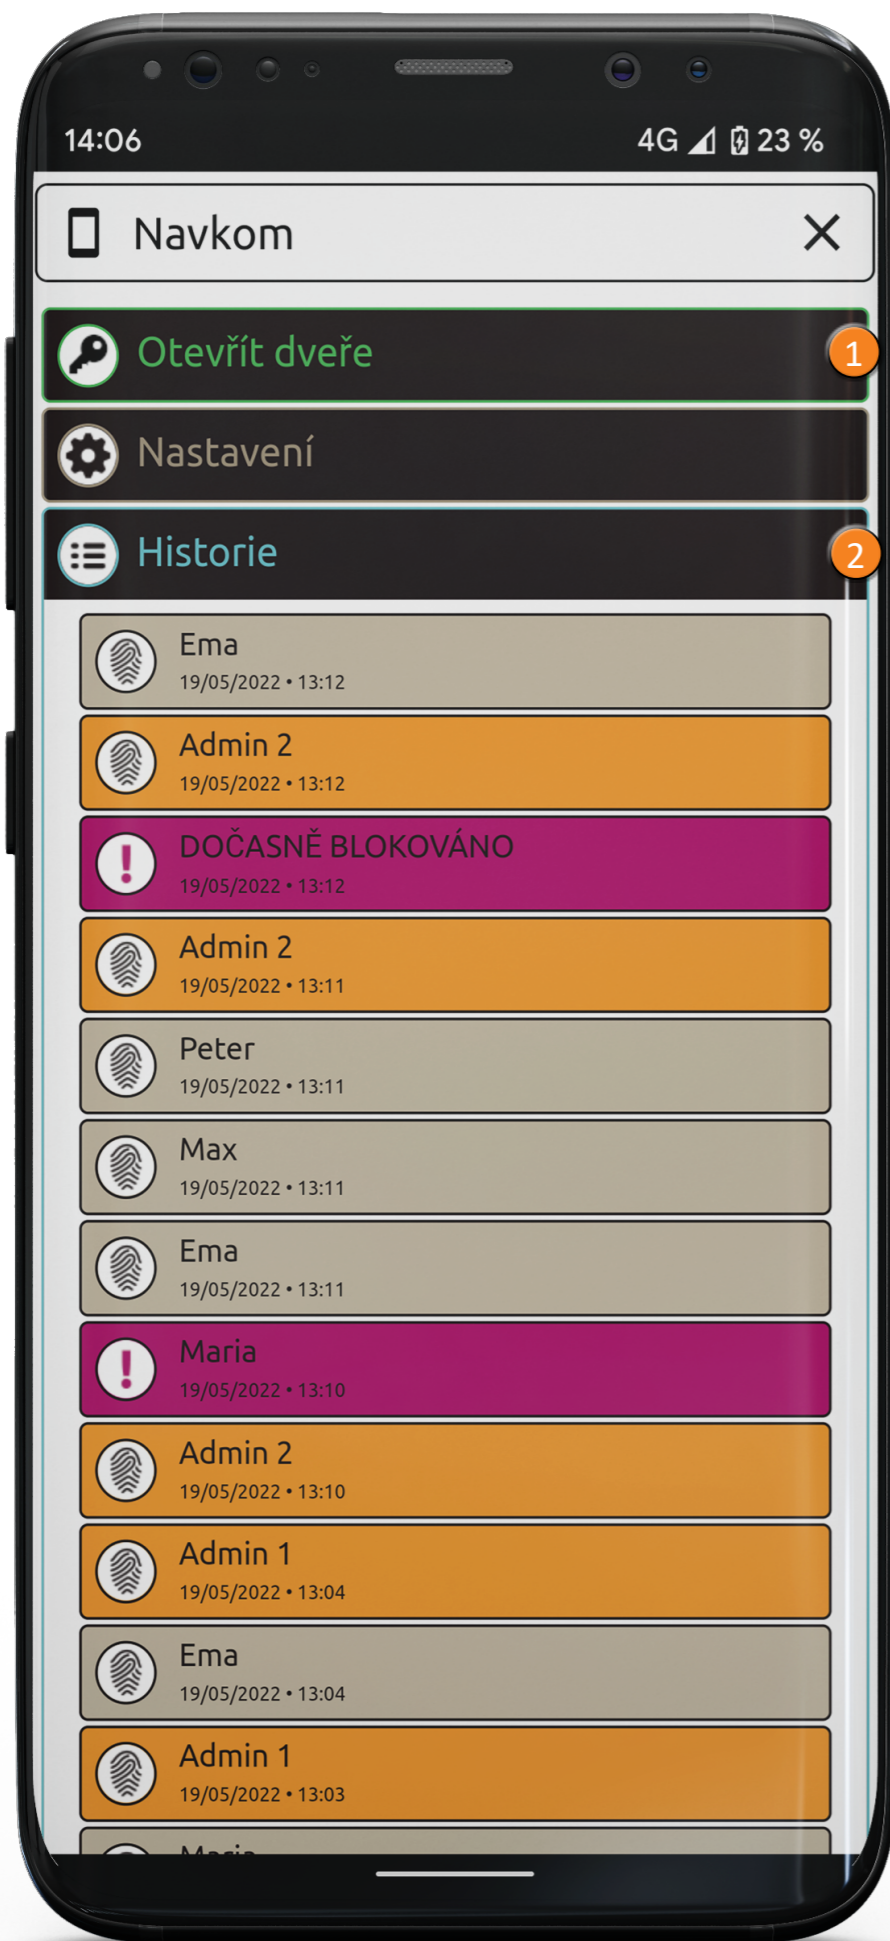 14:06
4G 23 %
Navkom
Otevřít dveře
1
Nastavení
Historie
2
Ema
19/05/2022 • 13:12
Admin 2
19/05/2022 • 13:12
DOČASNĚ BLOKOVÁNO
19/05/2022 • 13:12
Admin 2
19/05/2022 • 13:11
Peter
19/05/2022 • 13:11
Max
19/05/2022 • 13:11
Ema
19/05/2022 • 13:11
Maria
19/05/2022 • 13:10
Admin 2
19/05/2022 • 13:10
Admin 1
19/05/2022 • 13:04
Ema
19/05/2022 • 13:04
Admin 1
19/05/2022 • 13:03
Maria